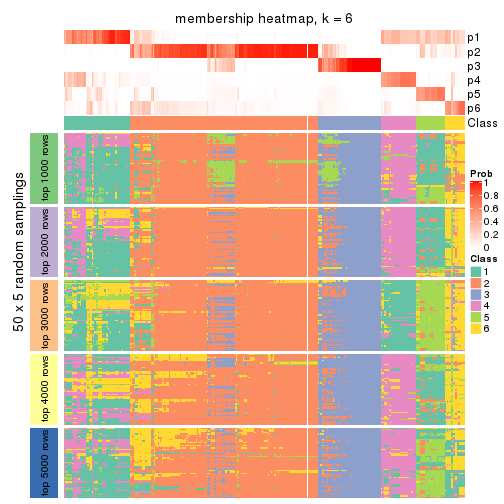 membership heatmap, k = 6
p1
p2
p3
p4
p5
p6
Class
50 x 5 random samplings
top 1000 rows
top 2000 rows
top 3000 rows
top 4000 rows
top 5000 rows
Prob
1
0.8
0.6
0.4
0.2
0
Class
1
2
3
4
5
6